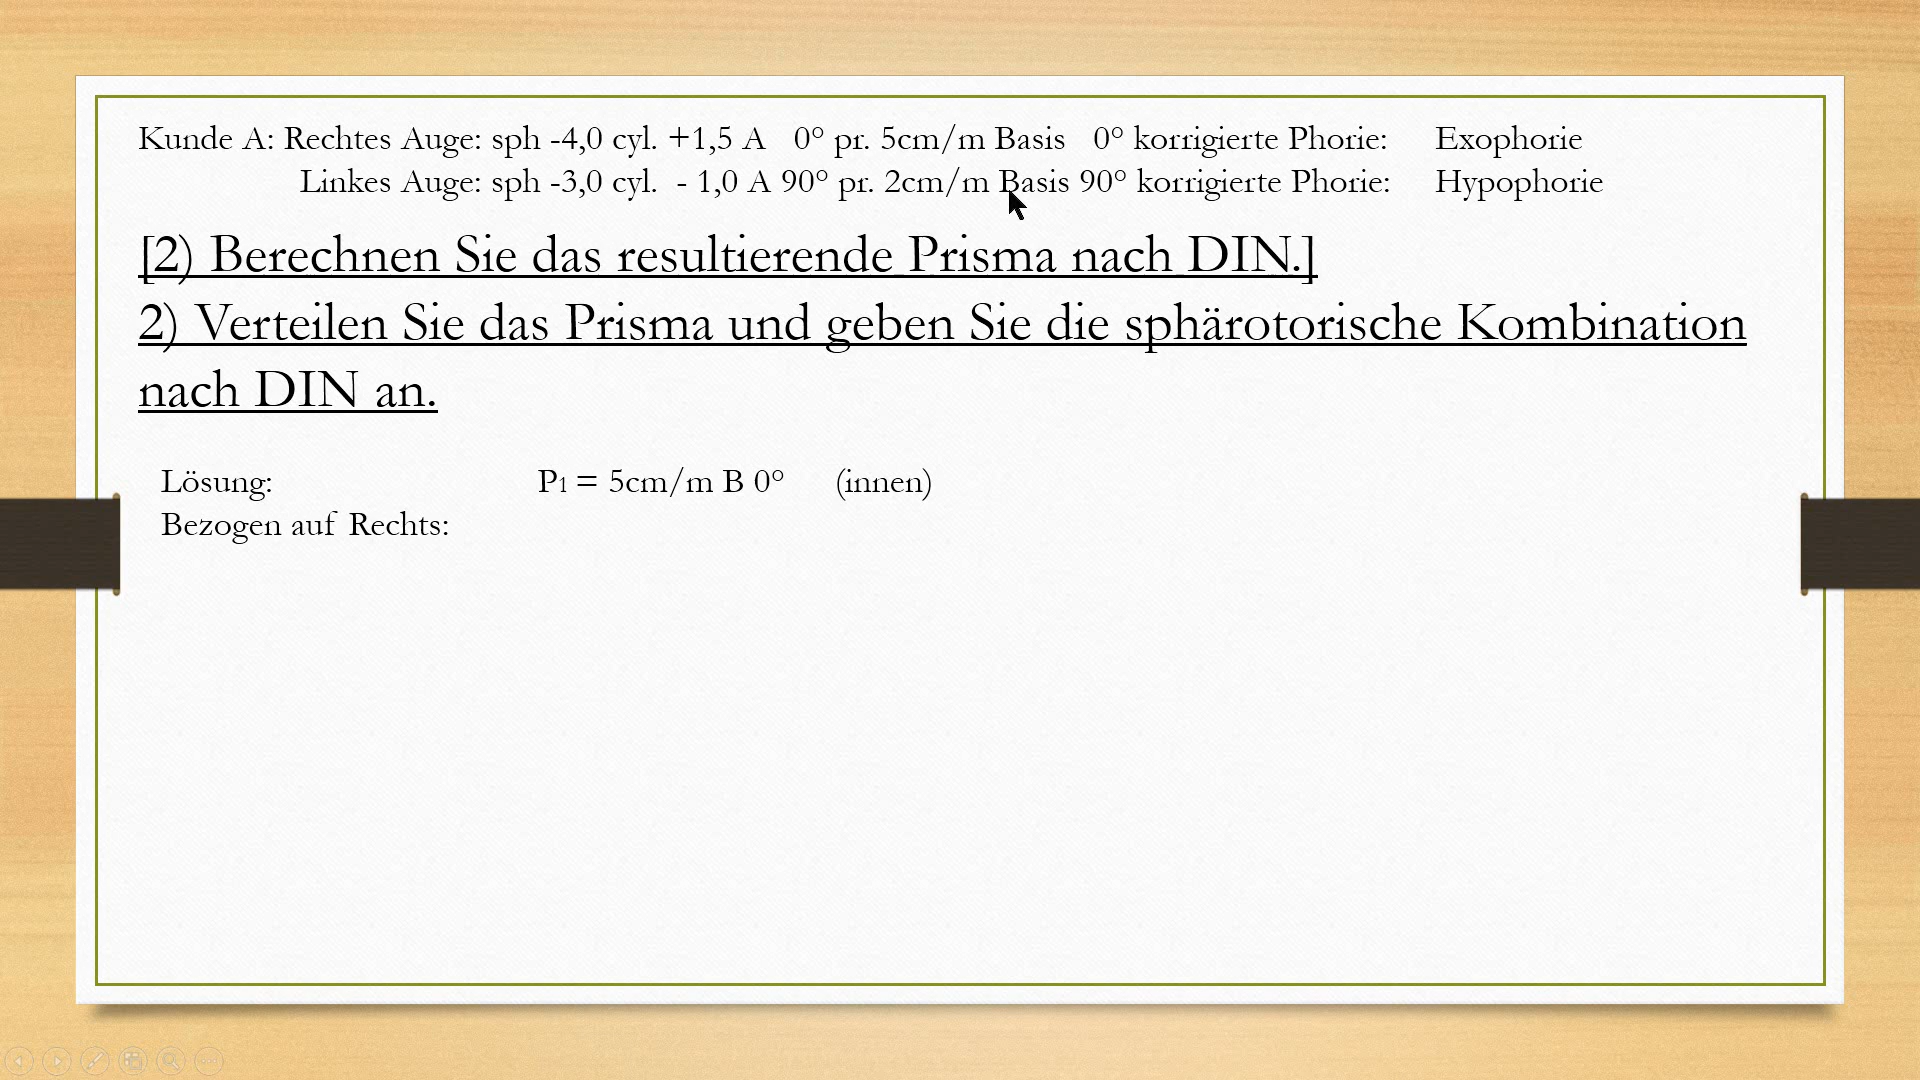 Kunde A: Rechtes Auge: sph -4,0 cyl. +1,5 A 0° pr. 5cm/m Basis 0° korrigierte Phorie: Exophorie
Linkes Auge: sph -3,0 cyl. - 1,0 A 90° pr. 2cm/m Basis 90° korrigierte Phorie: Hypophorie
[2) Berechnen Sie das resultierende Prisma nach DIN.]
2) Verteilen Sie das Prisma und geben Sie die sphärotorische Kombination
nach DIN an.
Lösung: P₁ = 5cm/m B 0° (innen)
Bezogen auf Rechts: